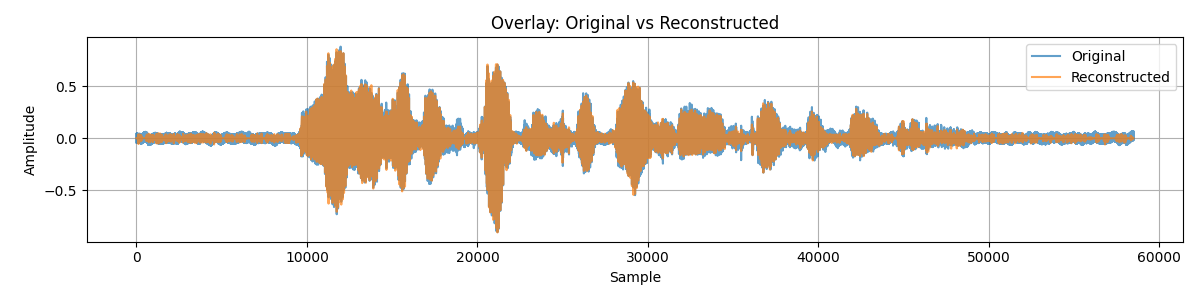 Overlay: Original vs Reconstructed
Original
Reconstructed
Amplitude
0.5
0.0
−0.5
0
10000
20000
30000
40000
50000
60000
Sample